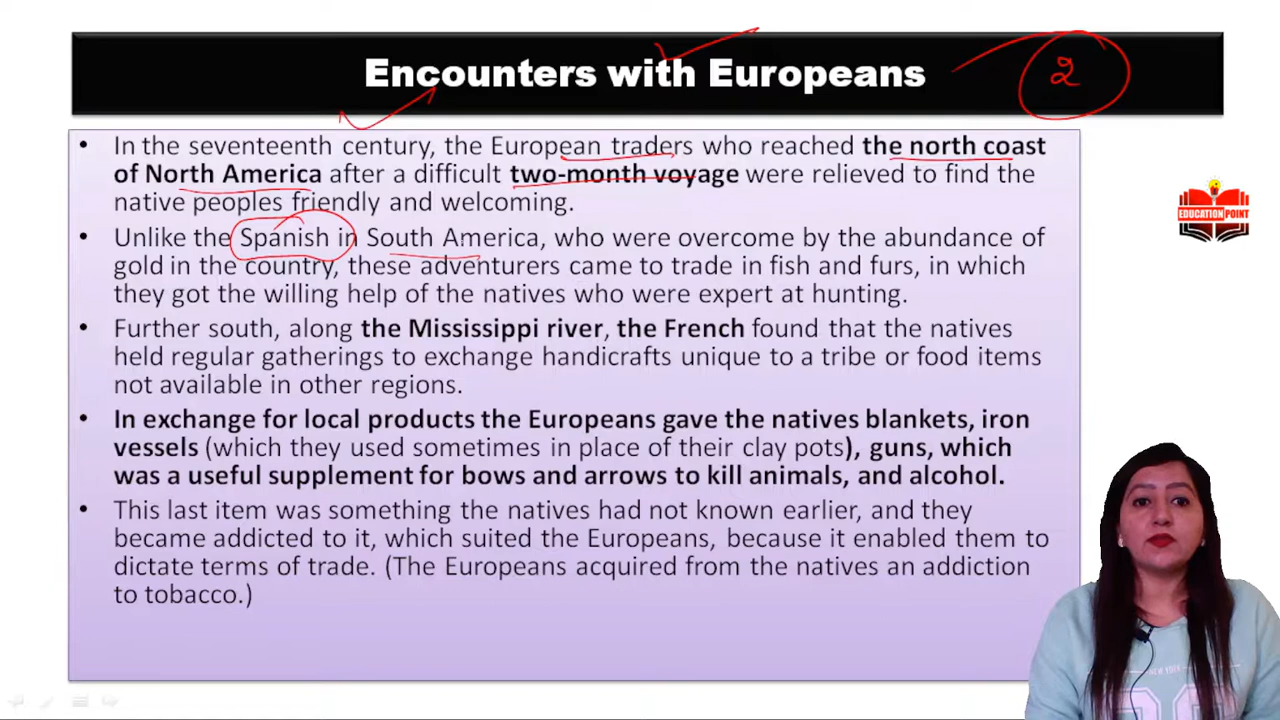 Encounters with Europeans
2
• In the seventeenth century, the European traders who reached the north coast
of North America after a difficult two-month voyage were relieved to find the
native peoples friendly and welcoming.
• Unlike the Spanish in South America, who were overcome by the abundance of
gold in the country, these adventurers came to trade in fish and furs, in which
they got the willing help of the natives who were expert at hunting.
• Further south, along the Mississippi river, the French found that the natives
held regular gatherings to exchange handicrafts unique to a tribe or food items
not available in other regions.
• In exchange for local products the Europeans gave the natives blankets, iron
vessels (which they used sometimes in place of their clay pots), guns, which
was a useful supplement for bows and arrows to kill animals, and alcohol.
• This last item was something the natives had not known earlier, and they
became addicted to it, which suited the Europeans, because it enabled them to
dictate terms of trade. (The Europeans acquired from the natives an addiction
to tobacco.)
EDUCATION POINT
NEW YORK